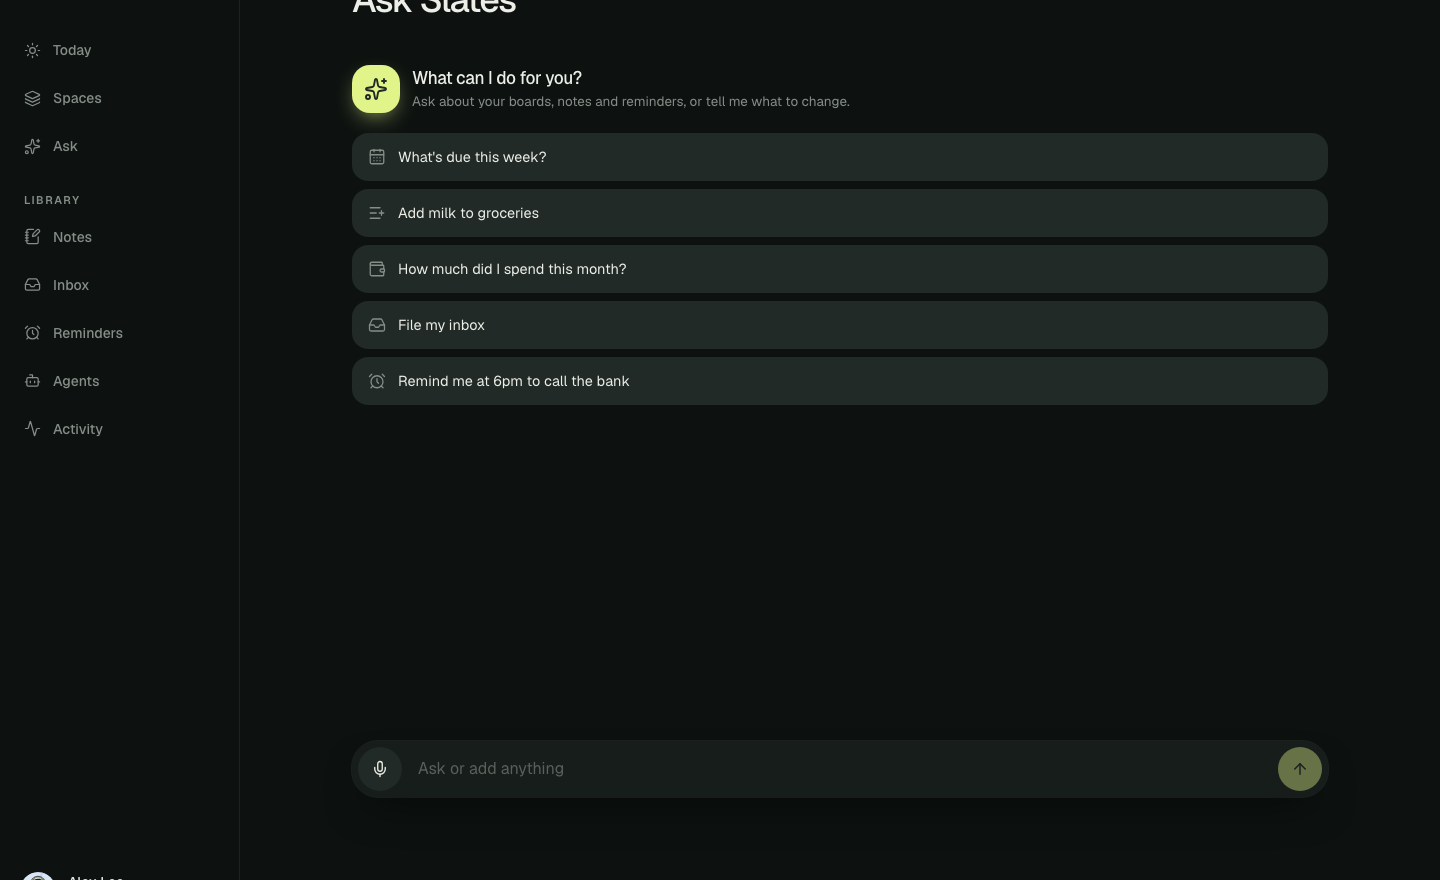 Ask Slates
Today
Spaces
Ask
LIBRARY
Notes
Inbox
Reminders
Agents
Activity
What can I do for you?
Ask about your boards, notes and reminders, or tell me what to change.
What's due this week?
Add milk to groceries
How much did I spend this month?
File my inbox
Remind me at 6pm to call the bank
Ask or add anything